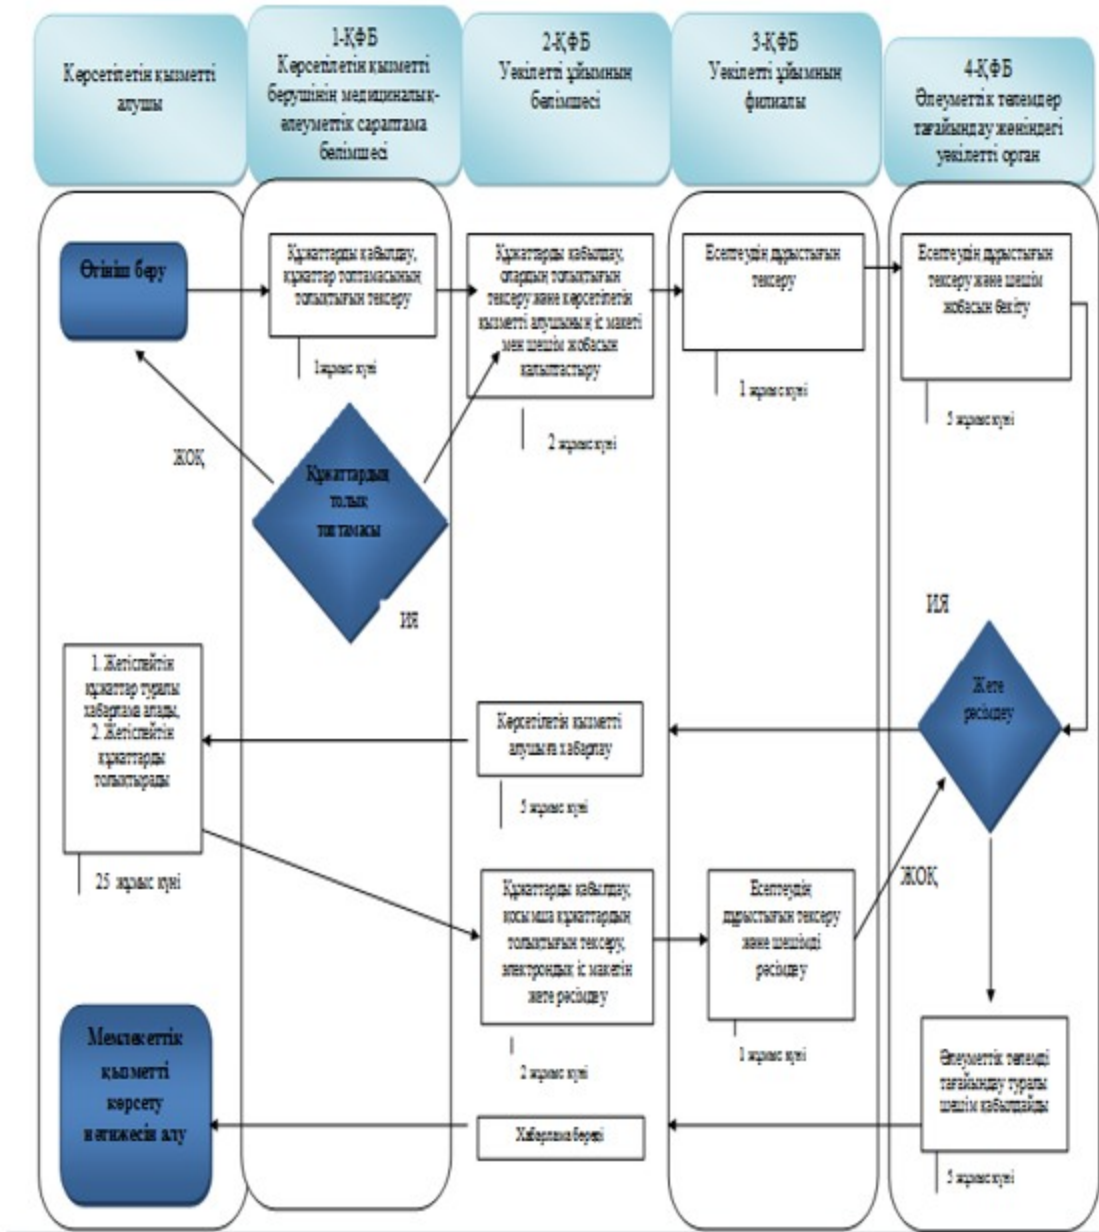 Көрсетілетін қызметті
алушы
1-ҚФБ
Көрсетілетін қызметті
берушінің медициналық-
әлеуметтік сараптама
бөлімшесі
2-ҚФБ
Уәкілетті ұйымның
бөлімшесі
3-ҚФБ
Уәкілетті ұйымның
филиалы
4-ҚФБ
Әлеуметтік төлемдер
тағайындау жөніндегі
уәкілетті орган
Өтініш беру
Құжаттарды қабылдау,
құжаттар топтамасының
толықтығын тексеру
1 жұмыс күні
Құжаттарды қабылдау,
олардың толықтығын
тексеру және көрсетілетін
қызметті алушының іс макеті
мен шешім жобасын
қалыптастыру
2 жұмыс күні
Есептеудің дұрыстығын
тексеру
1 жұмыс күні
Есептеудің дұрыстығын
тексеру және шешім
жобасын бекіту
5 жұмыс күні
ЖОҚ
Құжаттардың
толық
топтамасы
ИЯ
ИЯ
Жете
рәсімдеу
1. Жетіспейтін
құжаттар туралы
хабарлама алады,
2. Жетіспейтін
құжаттарды
толықтырады
25 жұмыс күні
Көрсетілетін қызметті
алушыға хабарлау
5 жұмыс күні
ЖОҚ
Құжаттарды қабылдау,
қосымша құжаттардың
толықтығын тексеру,
электрондық іс макетін
жете рәсімдеу
2 жұмыс күні
Есептеудің
дұрыстығын тексеру
және шешімді
рәсімдеу
1 жұмыс күні
Мемлекеттік
қызметті
көрсету
нәтижесін алу
Хабарлама береді
Әлеуметтік төлемді
тағайындау туралы
шешім қабылдайды
5 жұмыс күні